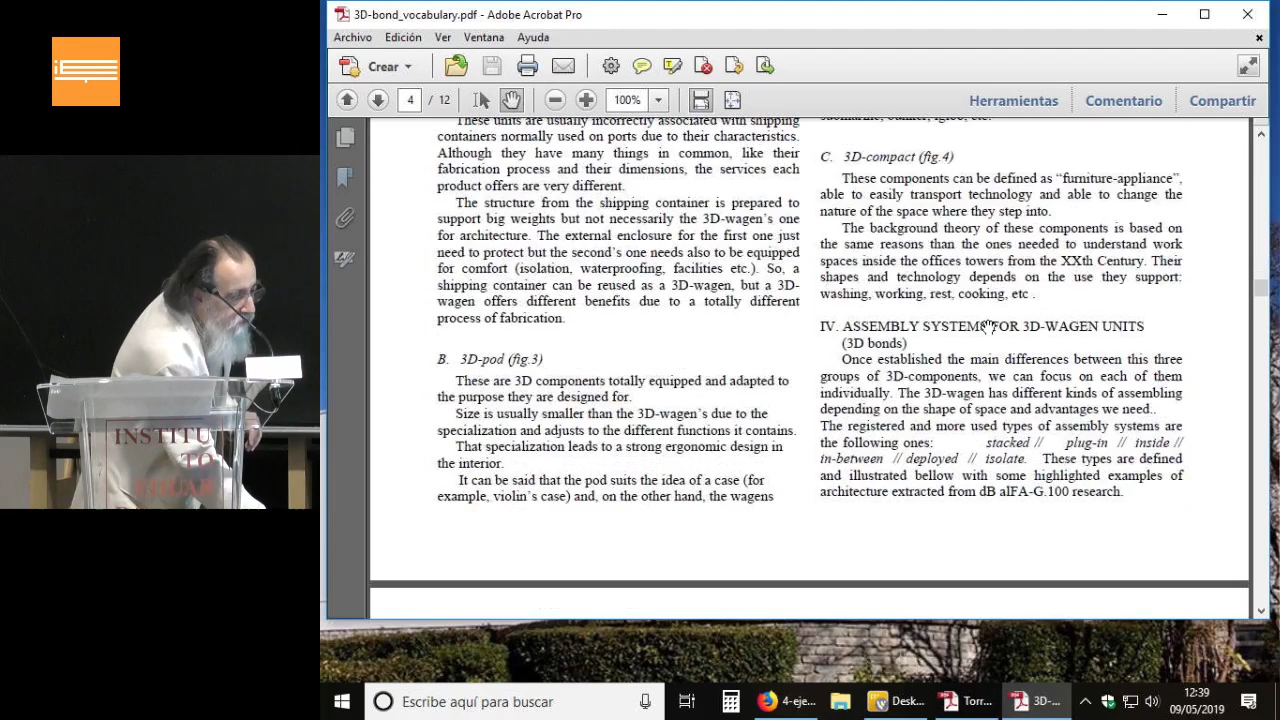 3D-bond_vocabulary.pdf - Adobe Acrobat Pro
Archivo Edición Ver Ventana Ayuda
Crear
4 / 12 100% Herramientas Comentario Compartir
These units are usually incorrectly associated with shipping
containers normally used on ports due to their characteristics.
Although they have many things in common, like their
fabrication process and their dimensions, the services each
product offers are very different.
The structure from the shipping container is prepared to
support big weights but not necessarily the 3D-wagen's one
for architecture. The external enclosure for the first one just
need to protect but the second's one needs also to be equipped
for comfort (isolation, waterproofing, facilities etc.). So, a
shipping container can be reused as a 3D-wagen, but a 3D-
wagen offers different benefits due to a totally different
process of fabrication.
B. 3D-pod (fig.3)
These are 3D components totally equipped and adapted to
the purpose they are designed for.
Size is usually smaller than the 3D-wagen's due to the
specialization and adjusts to the different functions it contains.
That specialization leads to a strong ergonomic design in
the interior.
It can be said that the pod suits the idea of a case (for
example, violin's case) and, on the other hand, the wagens
submarine, bunker, igloo, etc.
C. 3D-compact (fig.4)
These components can be defined as "furniture-appliance",
able to easily transport technology and able to change the
nature of the space where they step into.
The background theory of these components is based on
the same reasons than the ones needed to understand work
spaces inside the offices towers from the XXth Century. Their
shapes and technology depends on the use they support:
washing, working, rest, cooking, etc .
IV. ASSEMBLY SYSTEMS FOR 3D-WAGEN UNITS
(3D bonds)
Once established the main differences between this three
groups of 3D-components, we can focus on each of them
individually. The 3D-wagen has different kinds of assembling
depending on the shape of space and advantages we need..
The registered and more used types of assembly systems are
the following ones: stacked // plug-in // inside //
in-between // deployed // isolate. These types are defined
and illustrated bellow with some highlighted examples of
architecture extracted from dB alFA-G.100 research.
INSTITU
TO
Escribe aquí para buscar
4-eje...
Desk...
Torr...
3D-...
12:39
09/05/2019